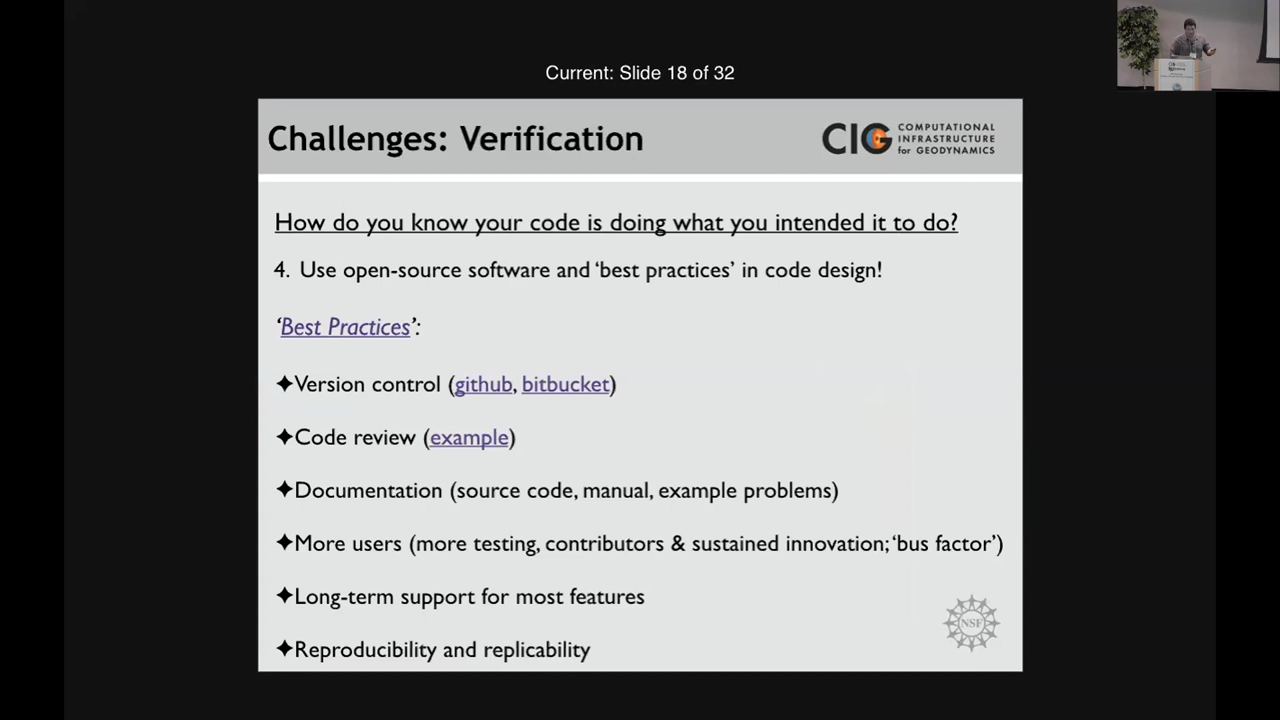 Current: Slide 18 of 32
Challenges: Verification
CIG COMPUTATIONAL
INFRASTRUCTURE
for GEODYNAMICS
How do you know your code is doing what you intended it to do?
4. Use open-source software and ‘best practices’ in code design!
‘Best Practices’:
✦Version control (github, bitbucket)
✦Code review (example)
✦Documentation (source code, manual, example problems)
✦More users (more testing, contributors & sustained innovation; ‘bus factor’)
✦Long-term support for most features
✦Reproducibility and replicability
NSF